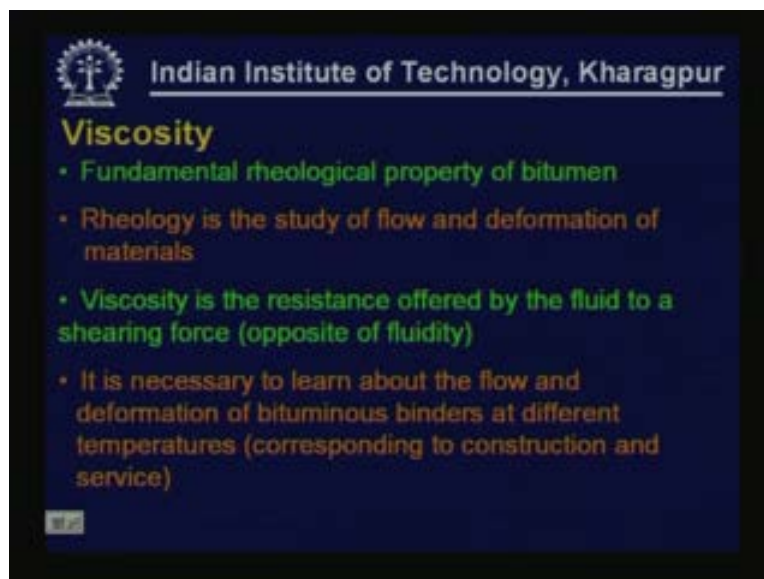 Indian Institute of Technology, Kharagpur
Viscosity
• Fundamental rheological property of bitumen
• Rheology is the study of flow and deformation of
materials
• Viscosity is the resistance offered by the fluid to a
shearing force (opposite of fluidity)
• It is necessary to learn about the flow and
deformation of bituminous binders at different
temperatures (corresponding to construction and
service)